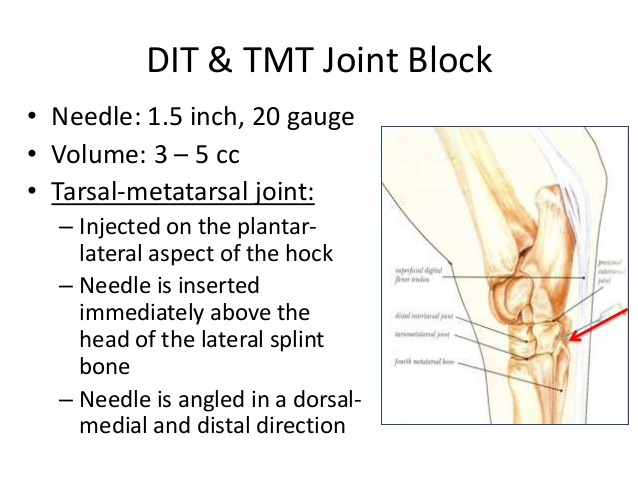 DIT & TMT Joint Block
• Needle: 1.5 inch, 20 gauge
• Volume: 3 – 5 cc
• Tarsal-metatarsal joint:
– Injected on the plantar-
lateral aspect of the hock
– Needle is inserted
immediately above the
head of the lateral splint
bone
– Needle is angled in a dorsal-
medial and distal direction
superficial digital
flexor tendon
distal intertarsal joint
tarsometatarsal joint
fourth metatarsal bone
proximal
intertarsal
joint